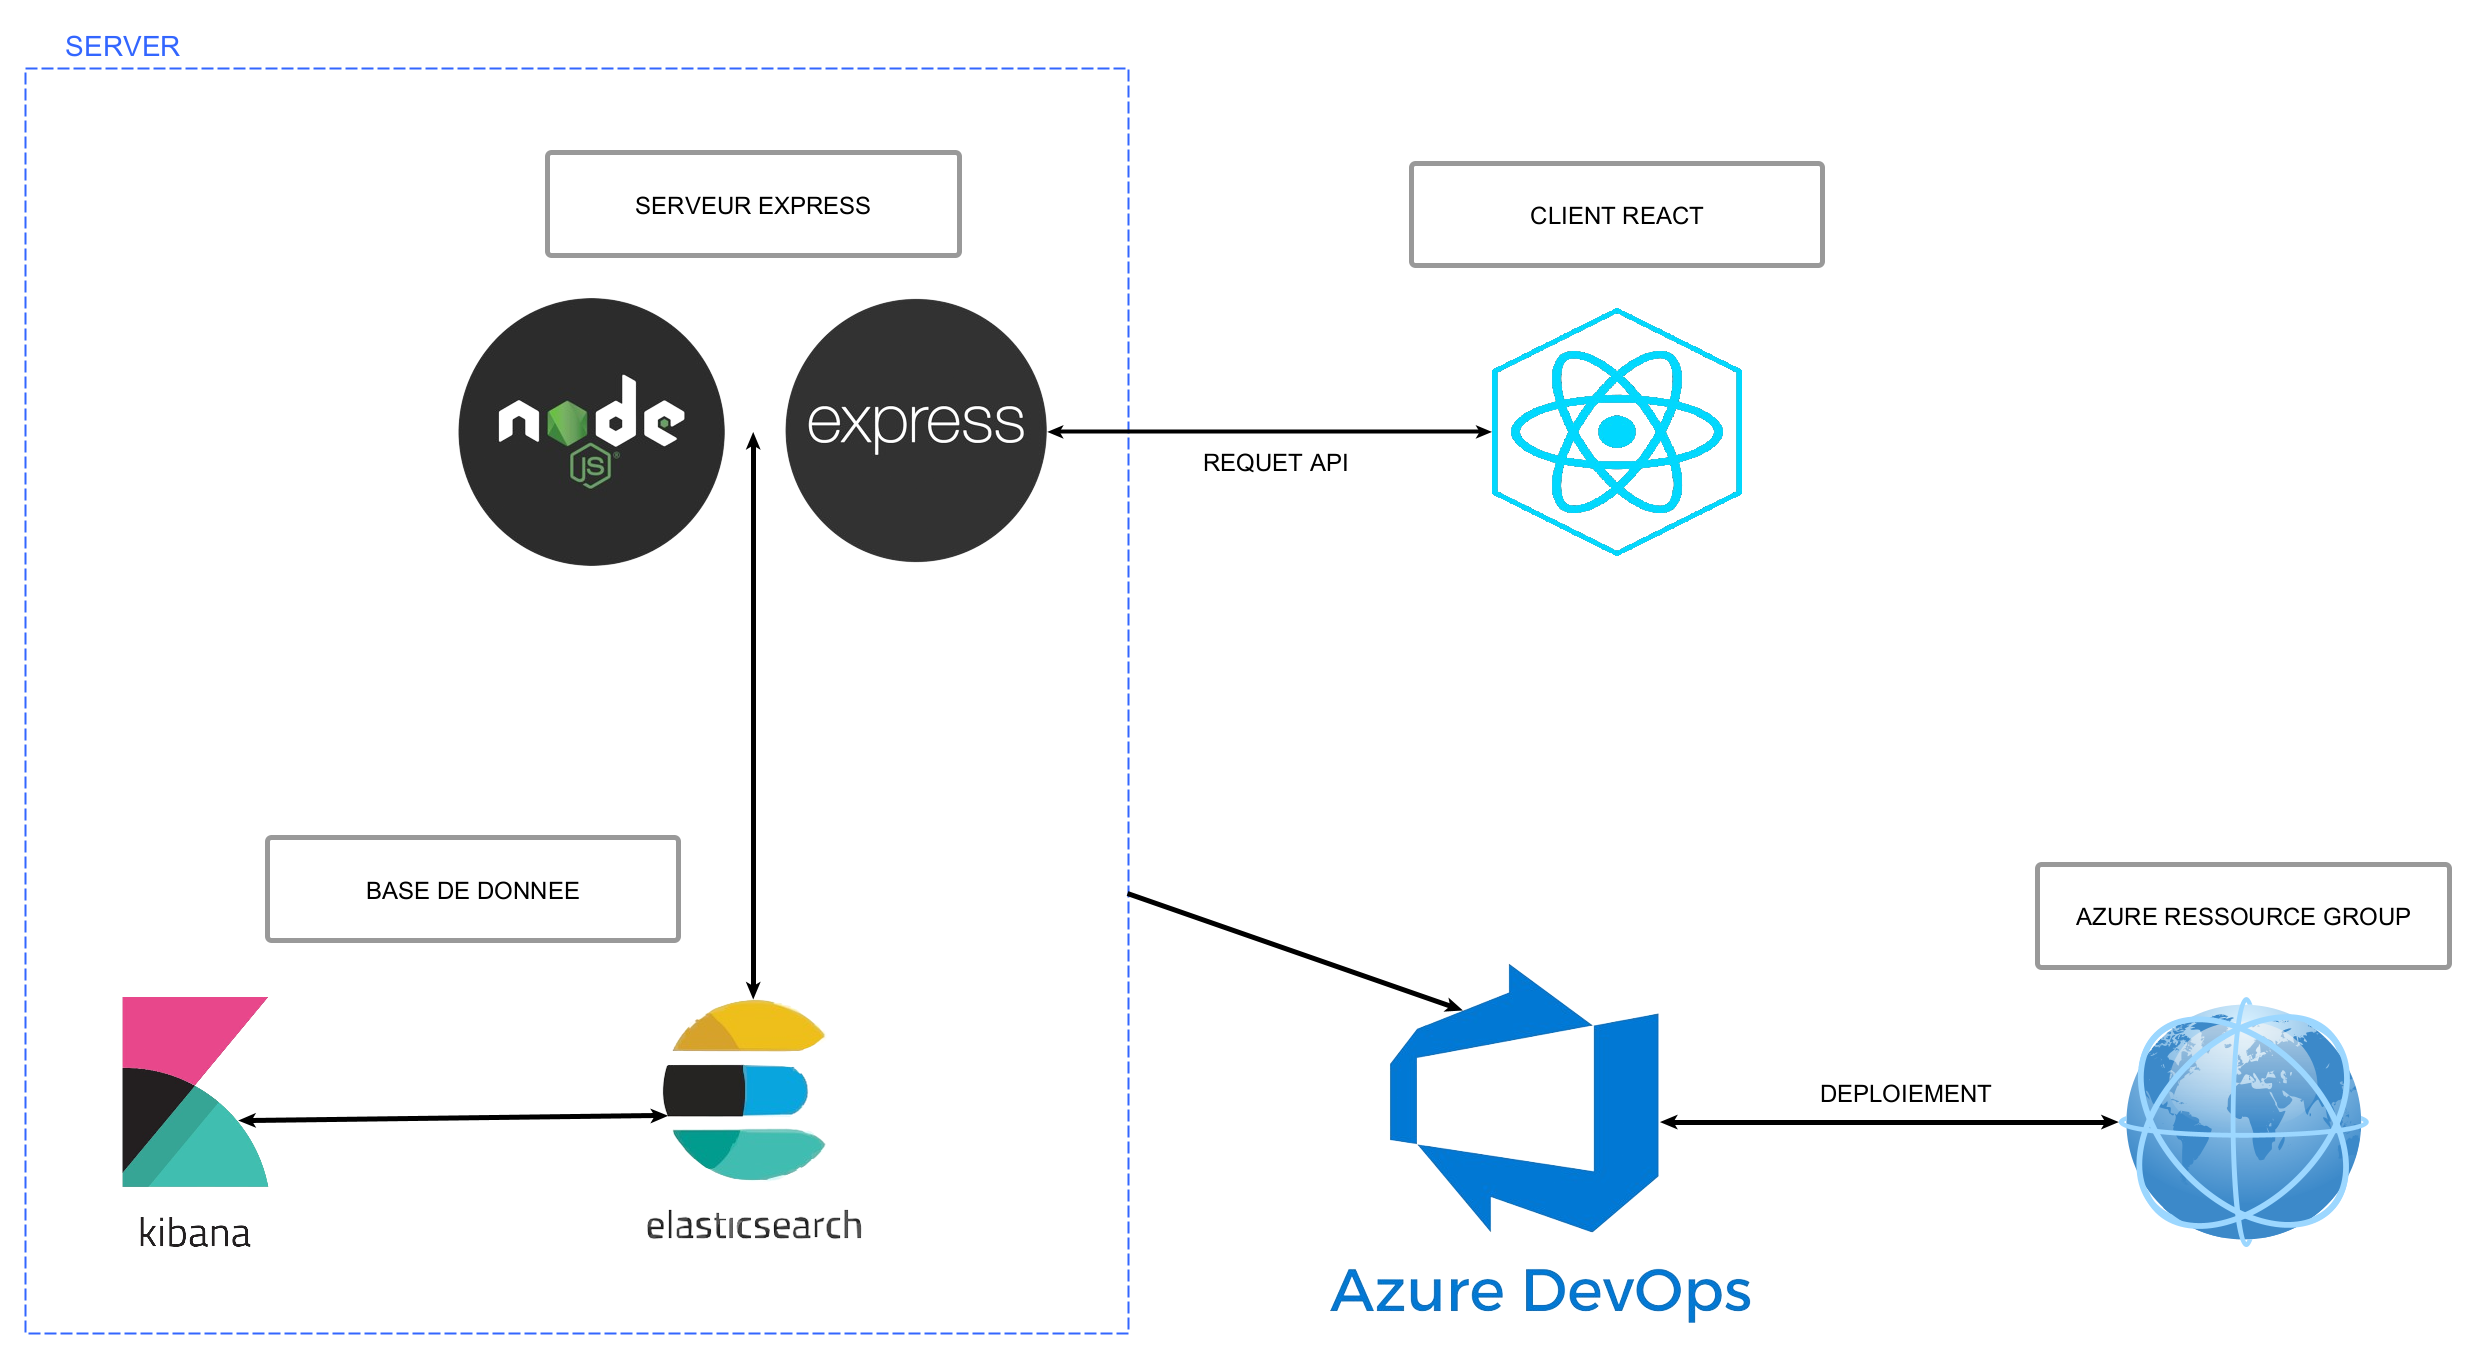 SERVER
SERVEUR EXPRESS
CLIENT REACT
node
JS
®
express
REQUET API
BASE DE DONNEE
AZURE RESSOURCE GROUP
DEPLOIEMENT
kibana
elasticsearch
Azure DevOps